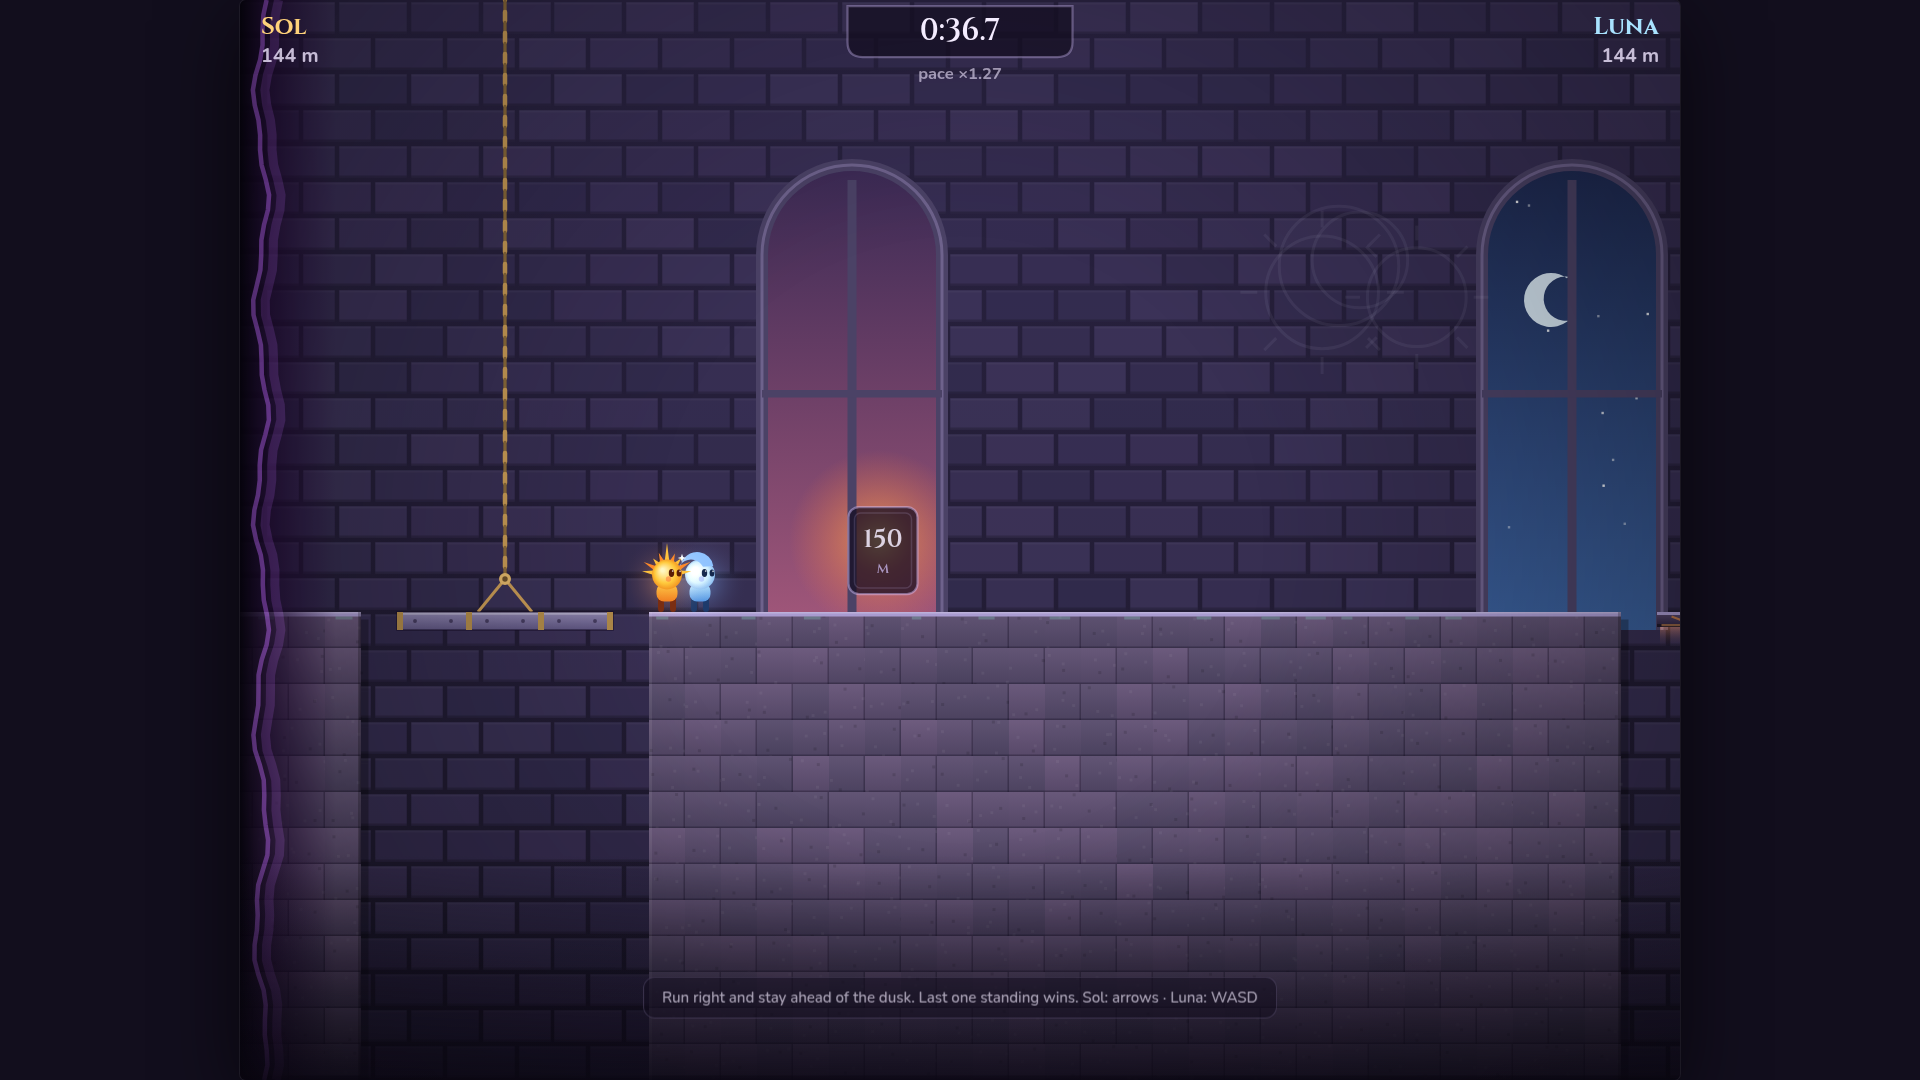 Sol
144 m
0:36.7
pace ×1.27
Luna
144 m
150
M
Run right and stay ahead of the dusk. Last one standing wins. Sol: arrows · Luna: WASD